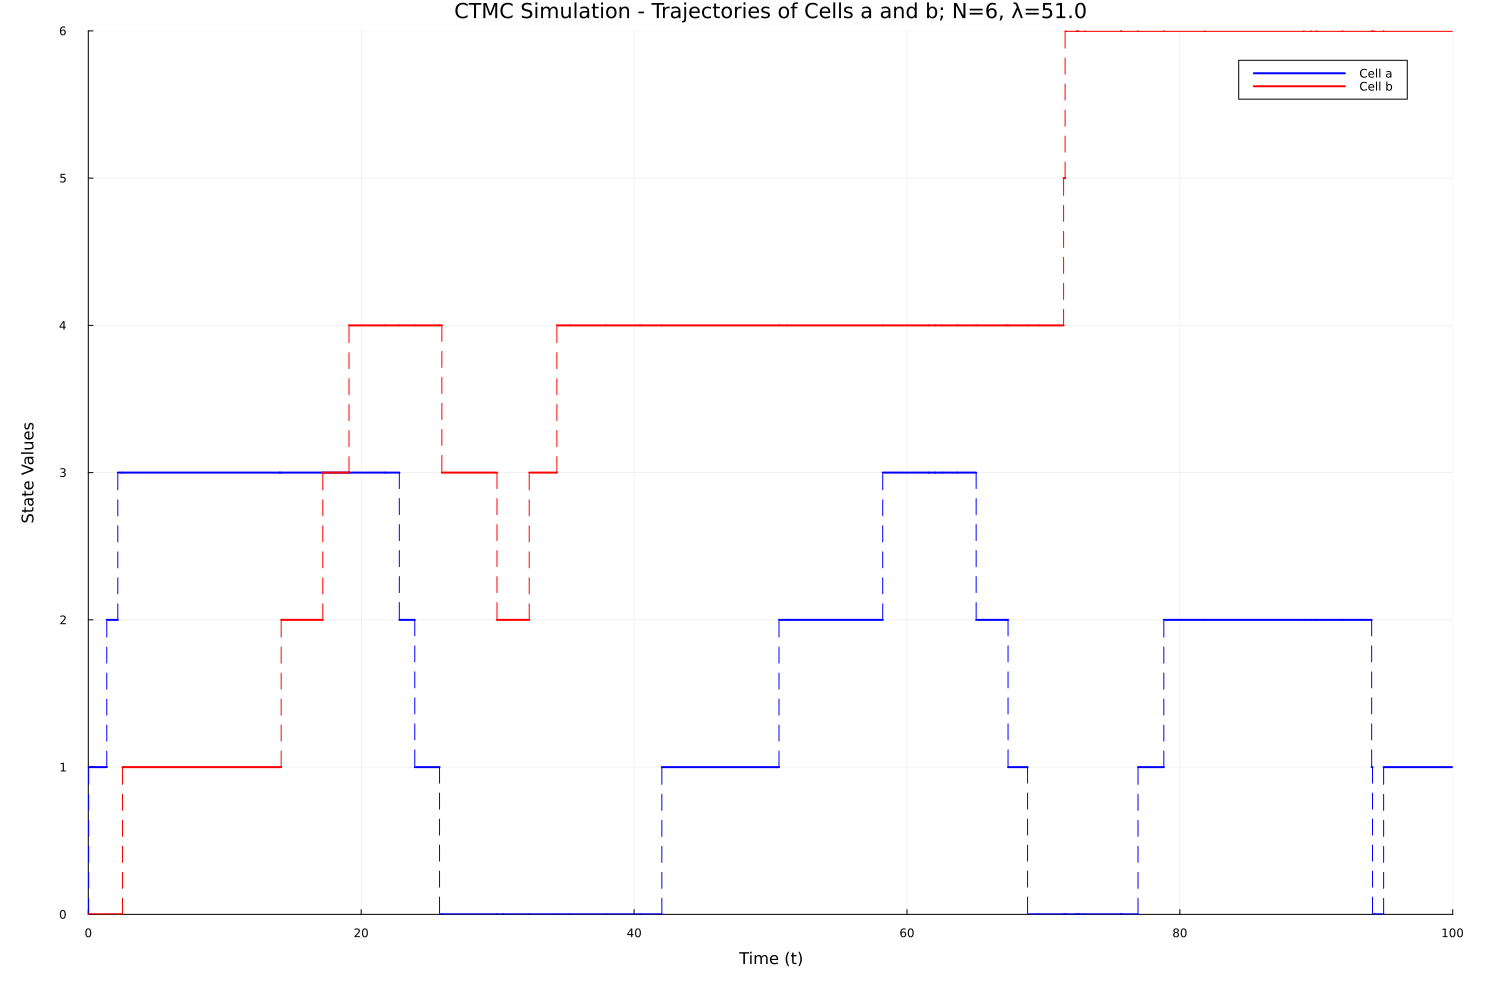 CTMC Simulation - Trajectories of Cells a and b; N=6, λ=51.0
6
Cell a
Cell b
5
4
State Values
3
2
1
0
0 20 40 60 80 100
Time (t)